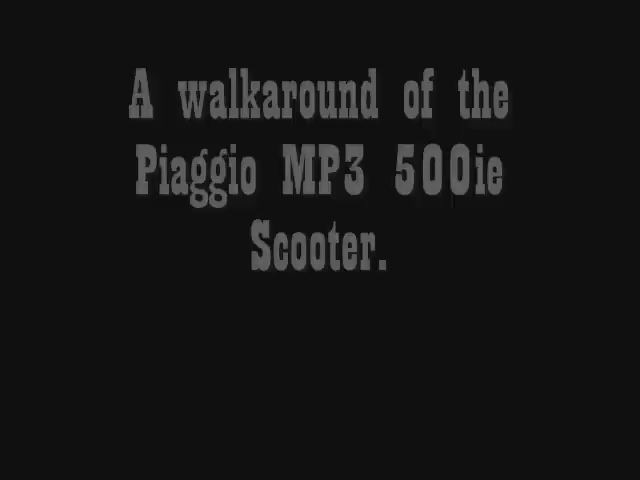 A walkaround of the
Piaggio MP3 500ie
Scooter.